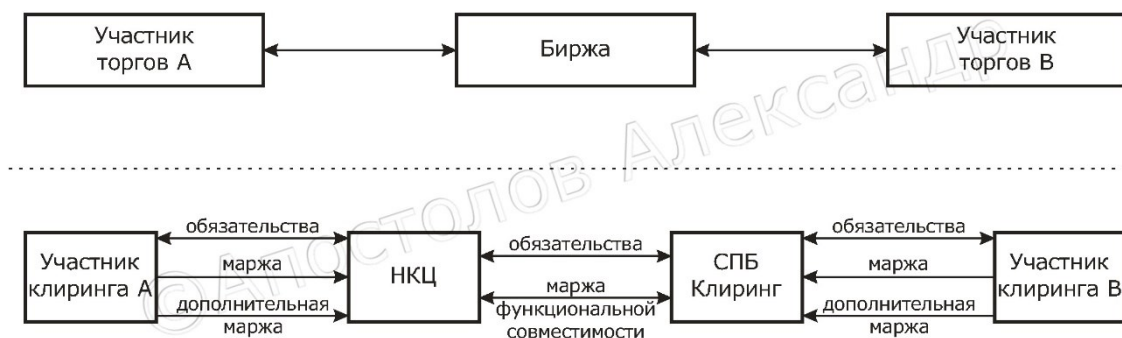 Участник
торгов А
Биржа
Участник
торгов В
©Апостолов Александр
Участник
клиринга А
обязательства
маржа
дополнительная
маржа
НКЦ
обязательства
маржа
функциональной
совместимости
СПБ
Клиринг
обязательства
маржа
дополнительная
маржа
Участник
клиринга В